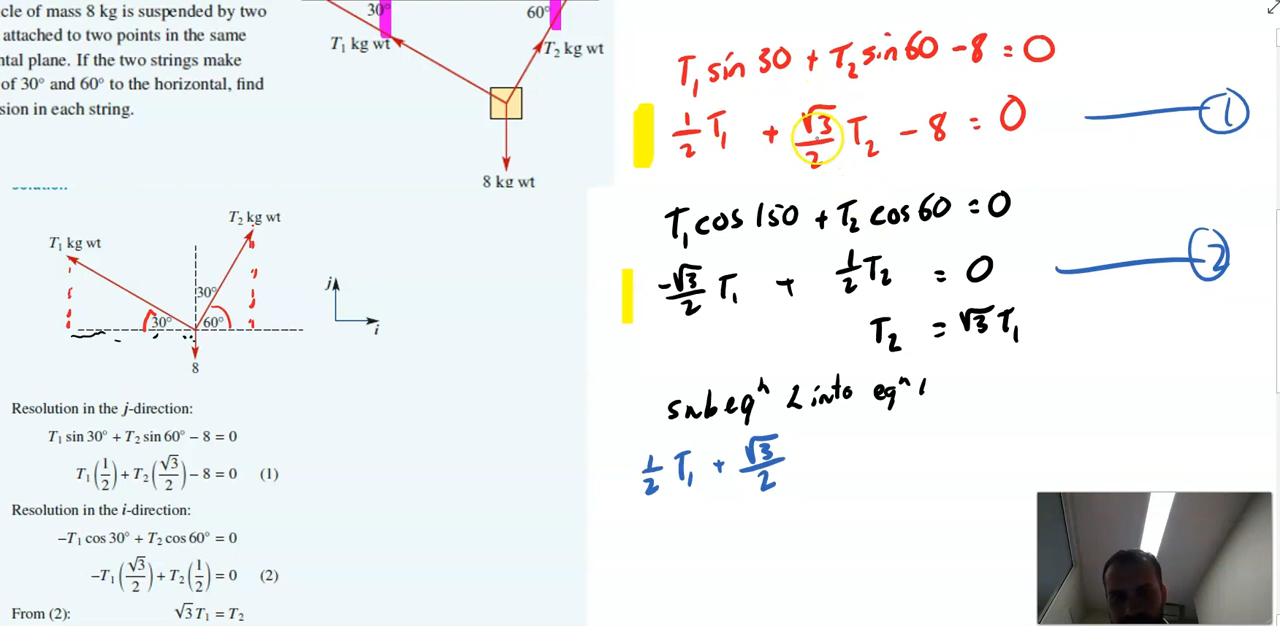 cle of mass 8 kg is suspended by two
attached to two points in the same
ntal plane. If the two strings make
of 30° and 60° to the horizontal, find
sion in each string.
30°
60°
T₁ kg wt
T₂ kg wt
8 kg wt
T₂ kg wt
T₁ kg wt
30°
30°
60°
8
j
i
Resolution in the j-direction:
T₁ sin 30° + T₂ sin 60° − 8 = 0
T₁(1/2) + T₂(√3/2) − 8 = 0 (1)
Resolution in the i-direction:
−T₁ cos 30° + T₂ cos 60° = 0
−T₁(√3/2) + T₂(1/2) = 0 (2)
From (2): √3 T₁ = T₂
T₁ sin 30 + T₂ sin 60 − 8 = 0
1/2 T₁ + √3/2 T₂ − 8 = 0 1
T₁ cos 150 + T₂ cos 60 = 0
−√3/2 T₁ + 1/2 T₂ = 0 2
T₂ = √3 T₁
sub eqⁿ 2 into eqⁿ 1
1/2 T₁ + √3/2